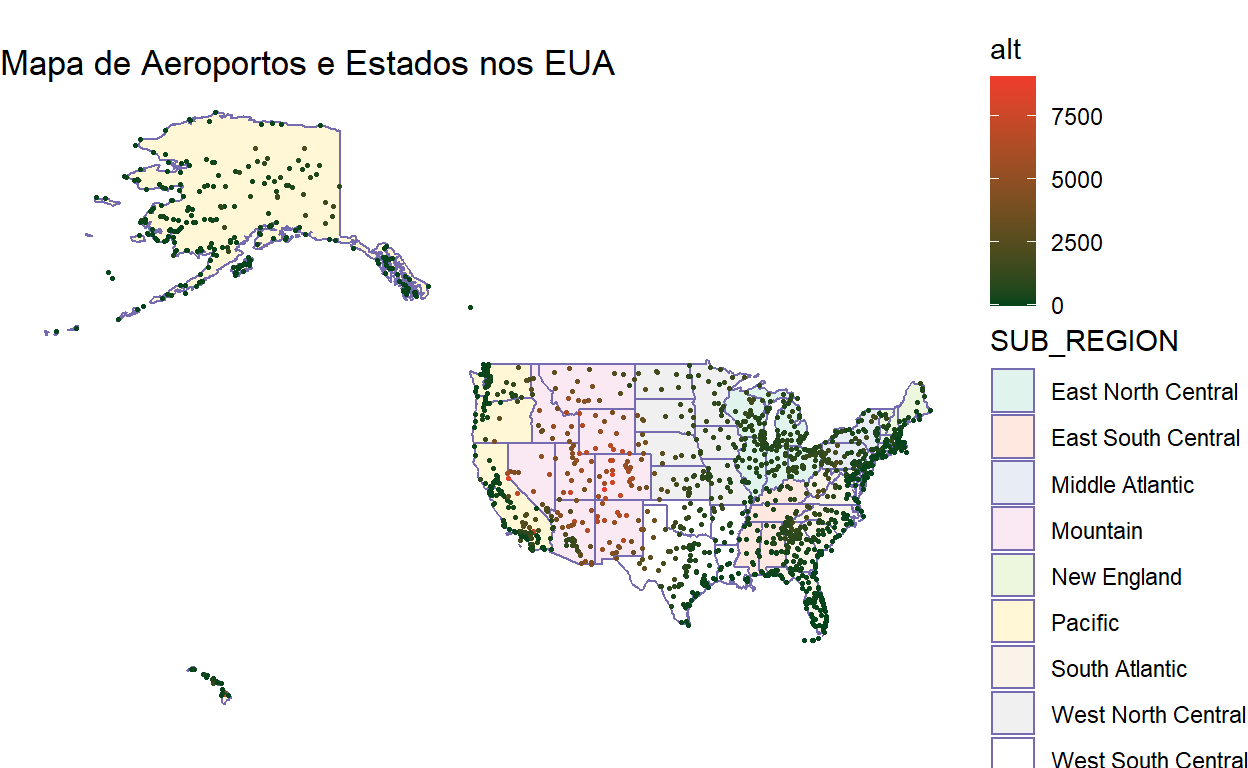 Mapa de Aeroportos e Estados nos EUA
alt
7500
5000
2500
0
SUB_REGION
East North Central
East South Central
Middle Atlantic
Mountain
New England
Pacific
South Atlantic
West North Central
West South Central